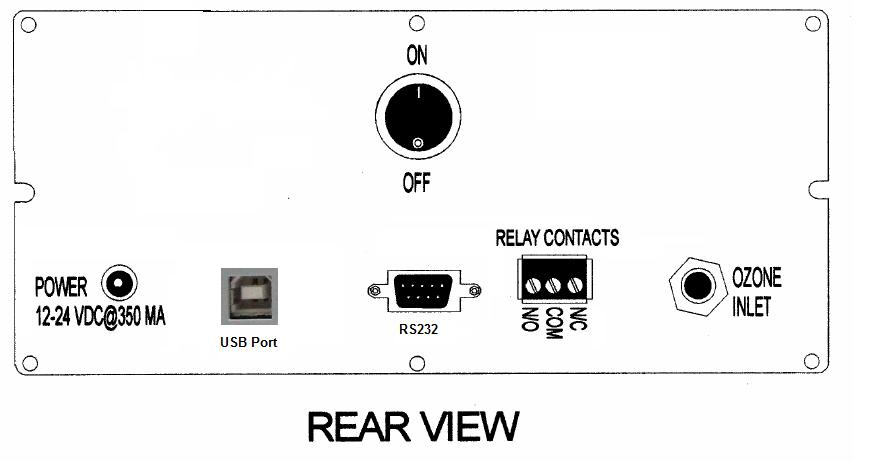 ON
I
O
OFF
RELAY CONTACTS
POWER
12-24 VDC@350 MA
USB Port
RS232
N/O
COM
N/C
OZONE
INLET
REAR VIEW